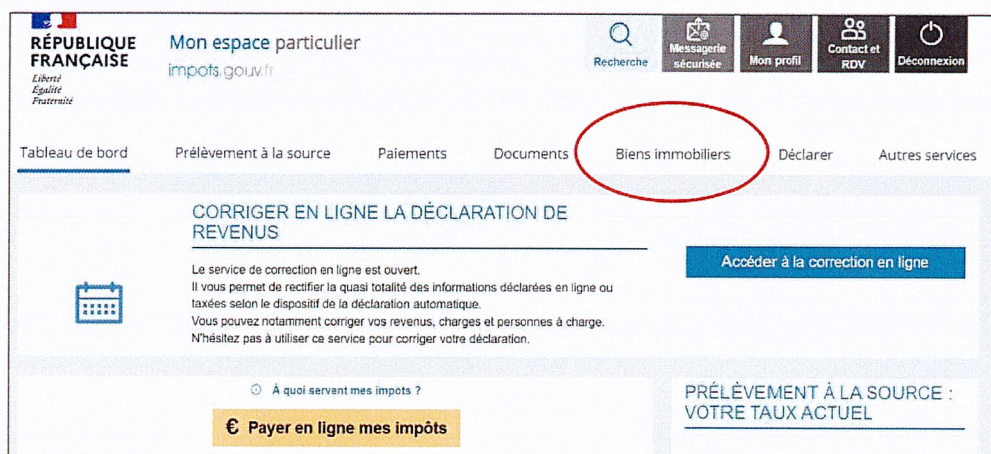 RÉPUBLIQUE
FRANÇAISE
Liberté
Égalité
Fraternité
Mon espace particulier
impots.gouv.fr
Recherche
Messagerie
sécurisée
Mon profil
Contact et
RDV
Déconnexion
Tableau de bord Prélèvement à la source Paiements Documents Biens immobiliers Déclarer Autres services
CORRIGER EN LIGNE LA DÉCLARATION DE
REVENUS
Le service de correction en ligne est ouvert.
Il vous permet de rectifier la quasi totalité des informations déclarées en ligne ou
taxées selon le dispositif de la déclaration automatique.
Vous pouvez notamment corriger vos revenus, charges et personnes à charge.
N'hésitez pas à utiliser ce service pour corriger votre déclaration.
Accéder à la correction en ligne
À quoi servent mes impôts ?
€ Payer en ligne mes impôts
PRÉLÈVEMENT À LA SOURCE :
VOTRE TAUX ACTUEL